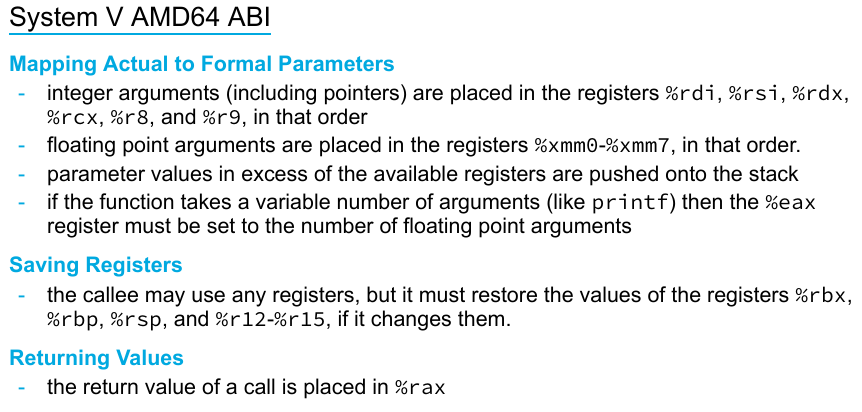 System V AMD64 ABI
Mapping Actual to Formal Parameters
- integer arguments (including pointers) are placed in the registers %rdi, %rsi, %rdx,
%rcx, %r8, and %r9, in that order
- floating point arguments are placed in the registers %xmm0-%xmm7, in that order.
- parameter values in excess of the available registers are pushed onto the stack
- if the function takes a variable number of arguments (like printf) then the %eax
register must be set to the number of floating point arguments
Saving Registers
- the callee may use any registers, but it must restore the values of the registers %rbx,
%rbp, %rsp, and %r12-%r15, if it changes them.
Returning Values
- the return value of a call is placed in %rax